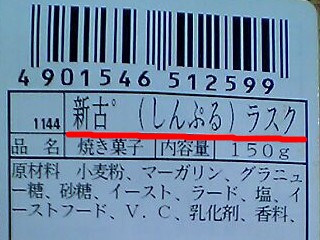 4 901546 512599
1144 新古° (しんぷる)ラスク
品 名 焼き菓子 内容量 150g
原材料 小麦粉、マーガリン、グラニュ
ー糖、砂糖、イースト、ラード、塩、イ
ーストフード、V.C、乳化剤、香料、